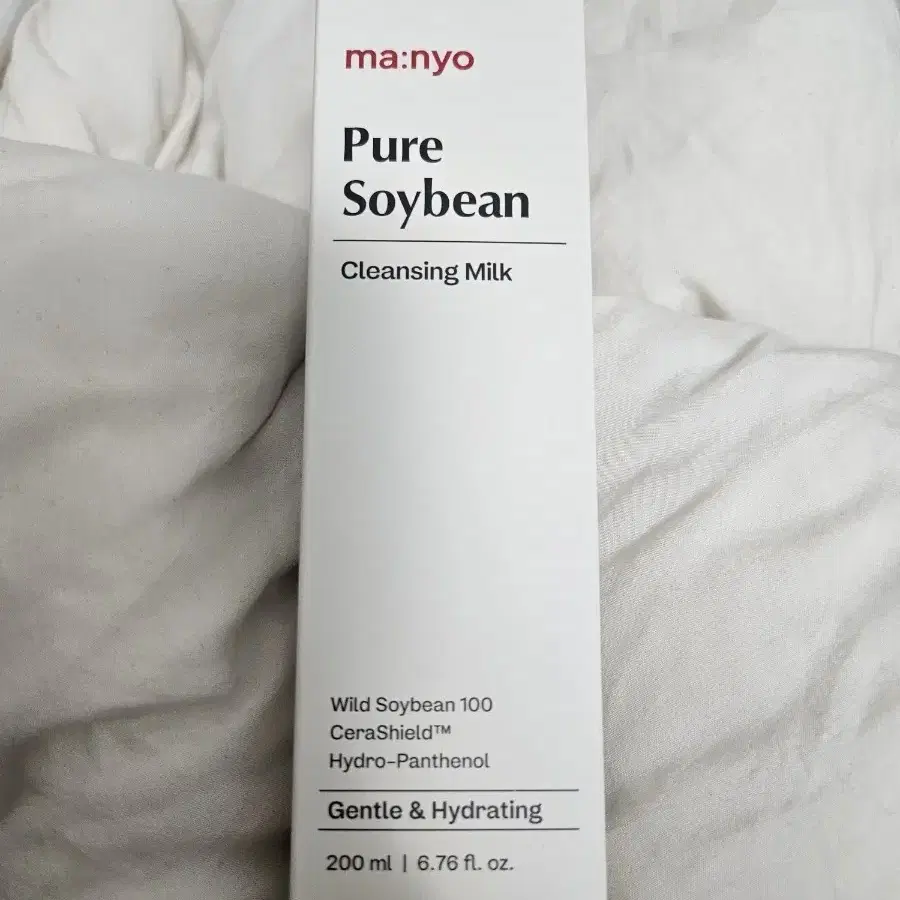 ma:nyo
Pure
Soybean
Cleansing Milk
Wild Soybean 100
CeraShield™
Hydro-Panthenol
Gentle & Hydrating
200 ml | 6.76 fl. oz.